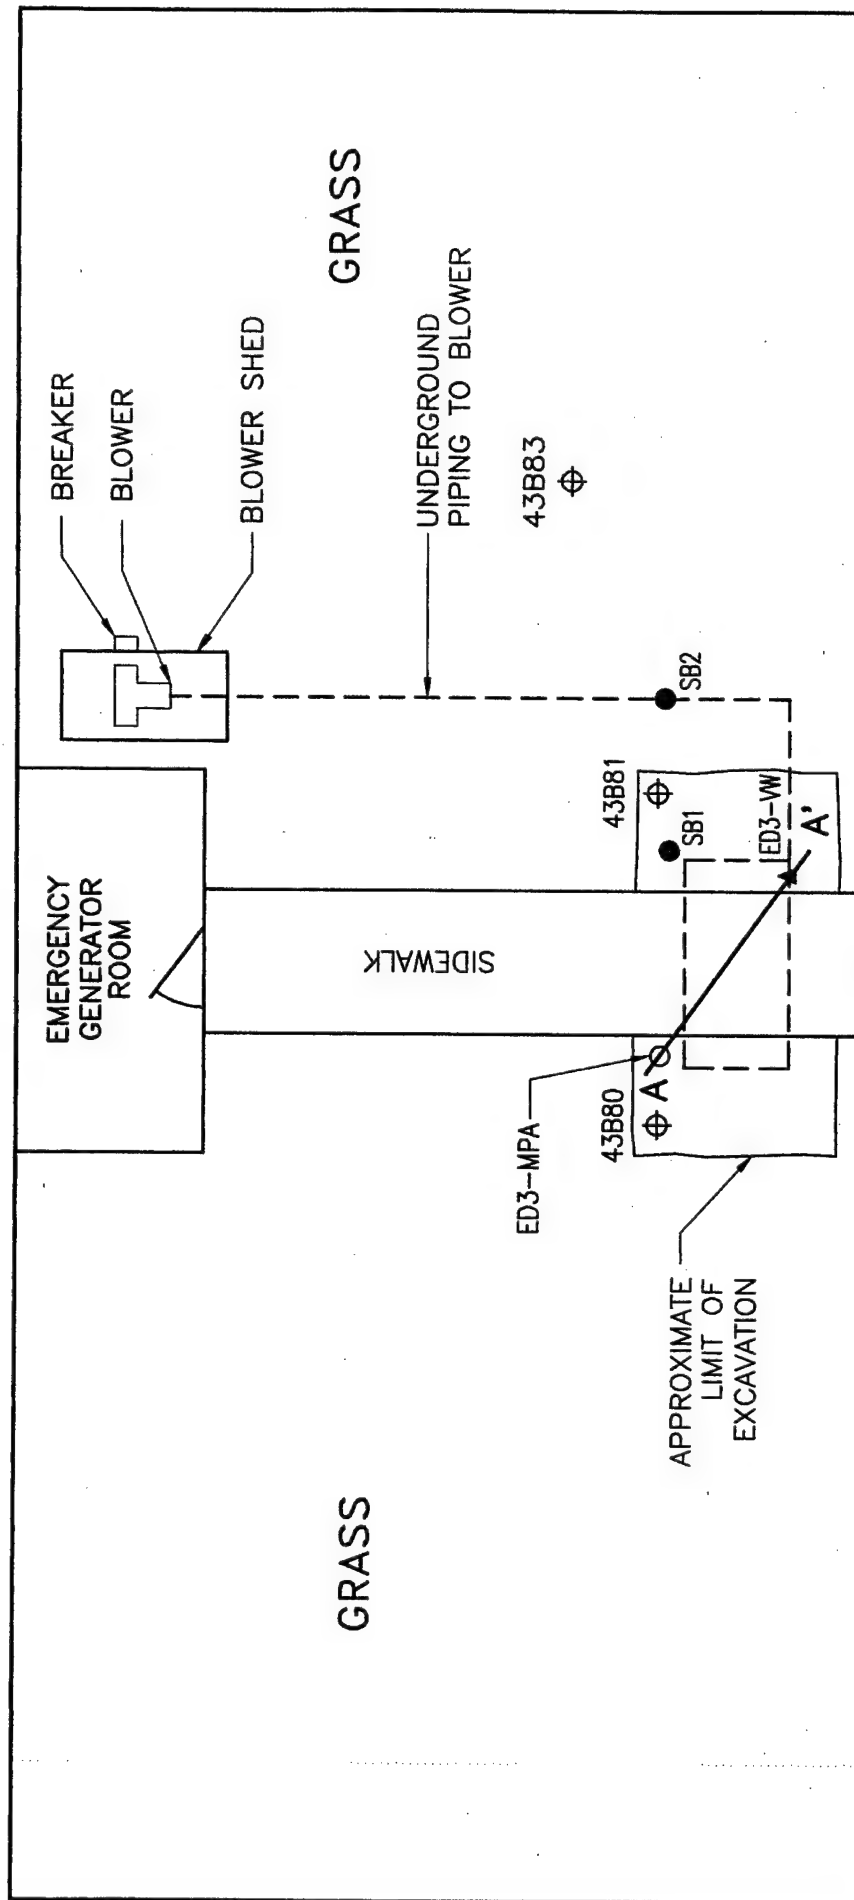 GRASS
BREAKER
BLOWER
BLOWER SHED
UNDERGROUND
PIPING TO BLOWER
43B83
EMERGENCY
GENERATOR
ROOM
SIDEWALK
SB2
43B81
SB1
ED3-VW
A'
ED3-MPA
43B80
A
APPROXIMATE
LIMIT OF
EXCAVATION
GRASS